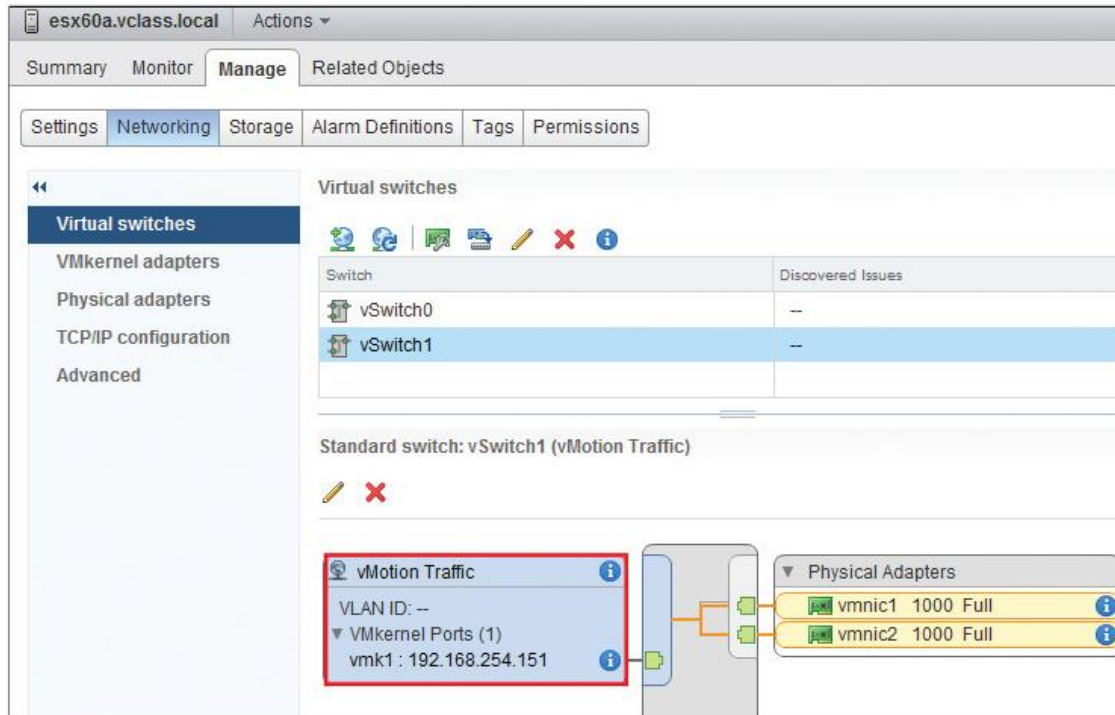 esx60a.vclass.local Actions
Summary Monitor Manage Related Objects
Settings Networking Storage Alarm Definitions Tags Permissions
Virtual switches
Virtual switches
VMkernel adapters
Physical adapters
TCP/IP configuration
Advanced
Switch Discovered Issues
vSwitch0 --
vSwitch1 --
Standard switch: vSwitch1 (vMotion Traffic)
vMotion Traffic
VLAN ID: --
VMkernel Ports (1)
vmk1 : 192.168.254.151
Physical Adapters
vmnic1 1000 Full
vmnic2 1000 Full